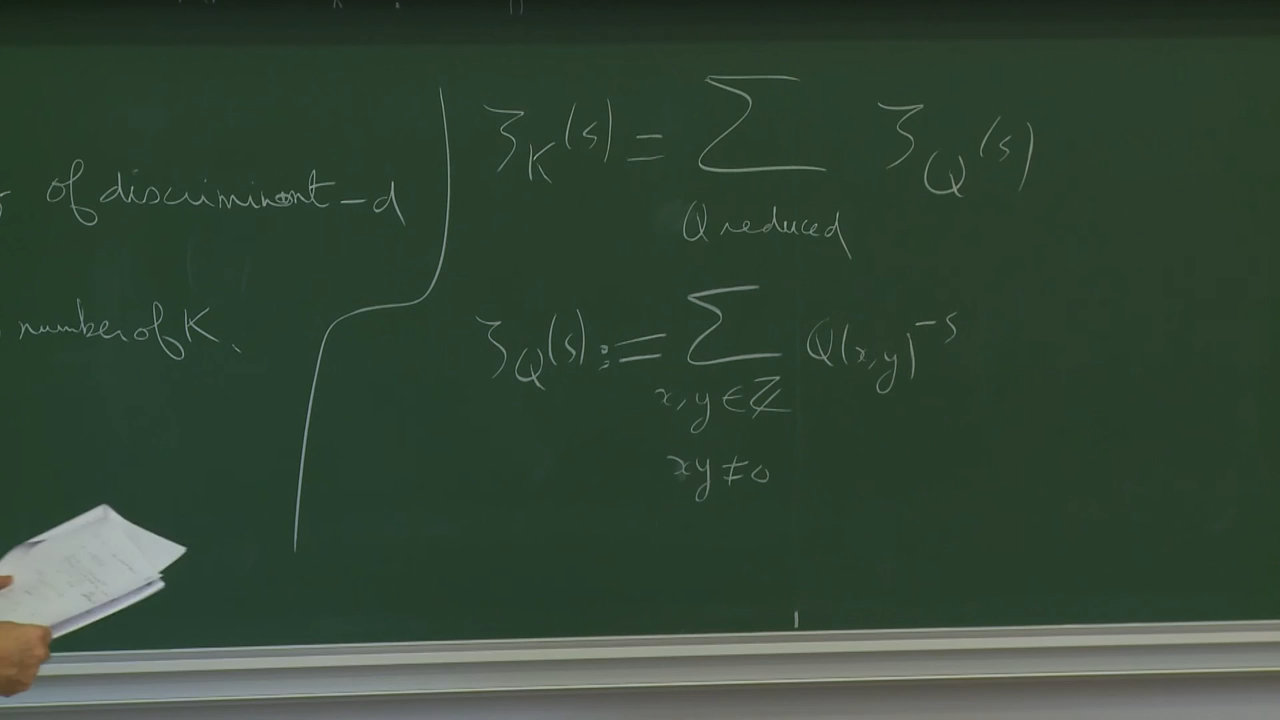 of discriminant -d
number of K.
ζ_K(s) = Σ ζ_Q(s)
Q reduced
ζ_Q(s) := Σ Q(x,y)^{-s}
x, y ∈ ℤ
xy ≠ 0